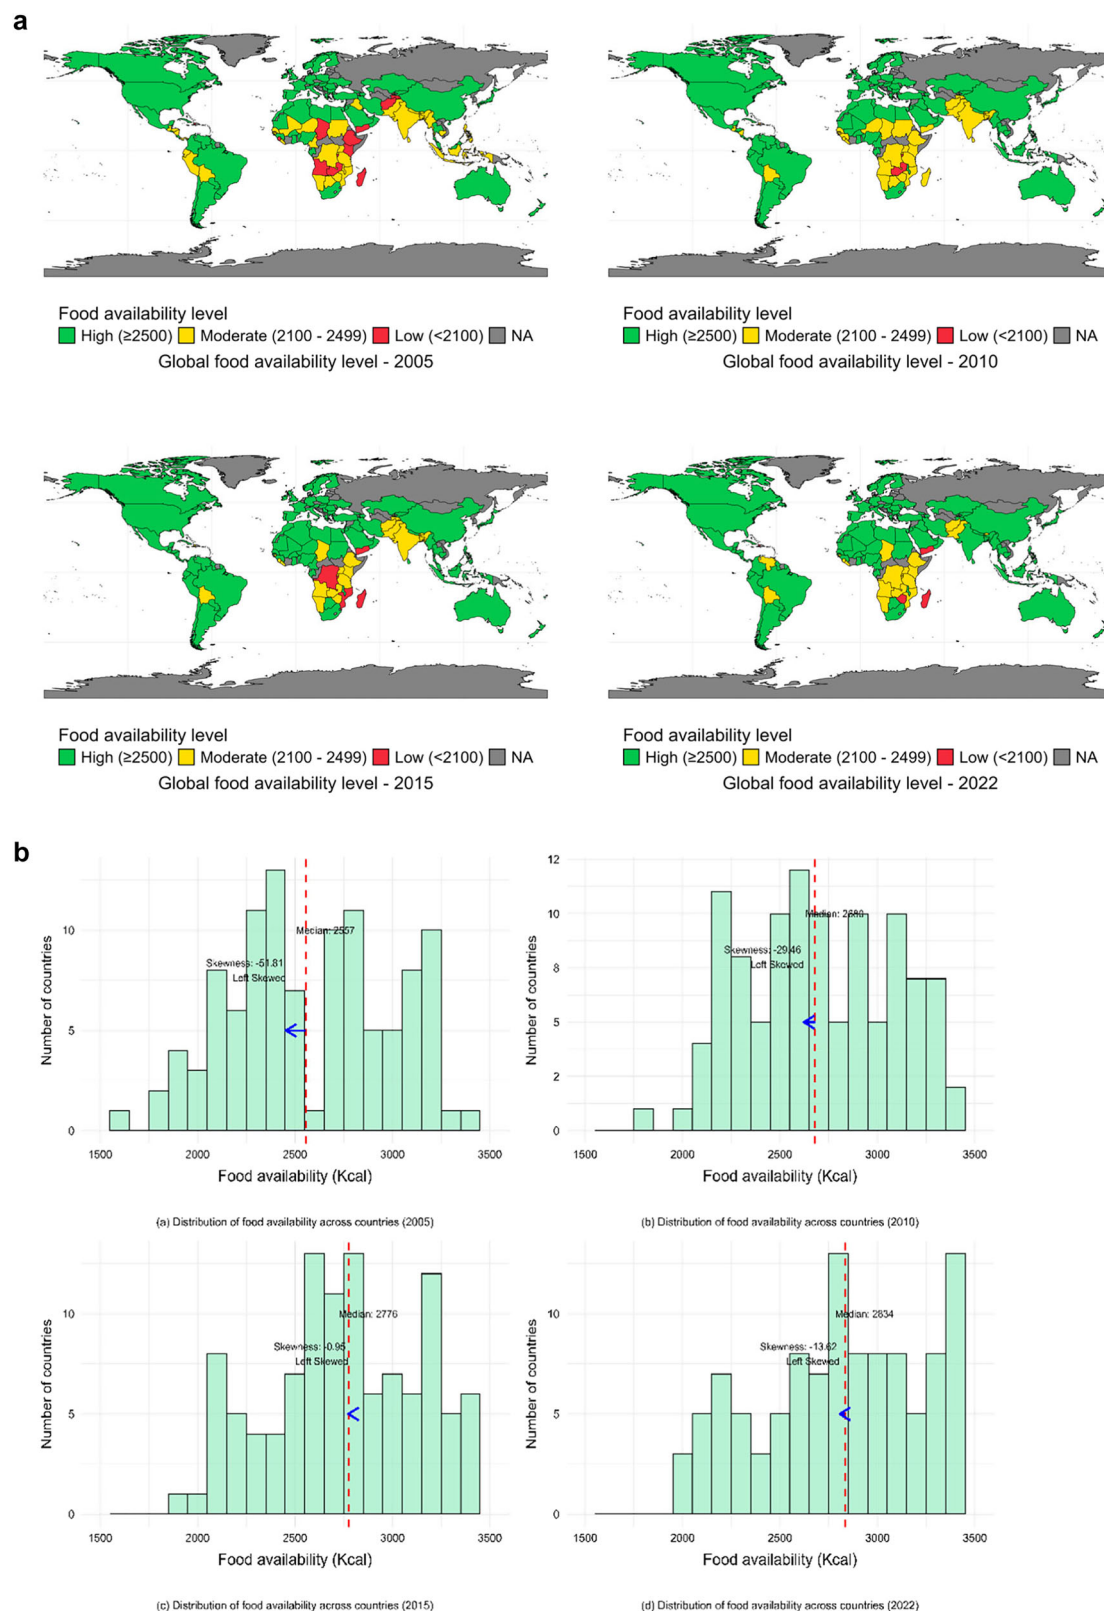 a
Food availability level
High (≥2500) Moderate (2100 - 2499) Low (<2100) NA
Global food availability level - 2005
Food availability level
High (≥2500) Moderate (2100 - 2499) Low (<2100) NA
Global food availability level - 2010
Food availability level
High (≥2500) Moderate (2100 - 2499) Low (<2100) NA
Global food availability level - 2015
Food availability level
High (≥2500) Moderate (2100 - 2499) Low (<2100) NA
Global food availability level - 2022
b
Number of countries
10
5
0
Median: 2557
Skewness: -51.81
Left Skewed
1500 2000 2500 3000 3500
Food availability (Kcal)
(a) Distribution of food availability across countries (2005)
Number of countries
12
10
8
5
2
0
Median: 2680
Skewness: -29.46
Left Skewed
1500 2000 2500 3000 3500
Food availability (Kcal)
(b) Distribution of food availability across countries (2010)
Number of countries
10
5
0
Median: 2776
Skewness: -0.95
Left Skewed
1500 2000 2500 3000 3500
Food availability (Kcal)
(c) Distribution of food availability across countries (2015)
Number of countries
10
5
0
Median: 2834
Skewness: -13.62
Left Skewed
1500 2000 2500 3000 3500
Food availability (Kcal)
(d) Distribution of food availability across countries (2022)